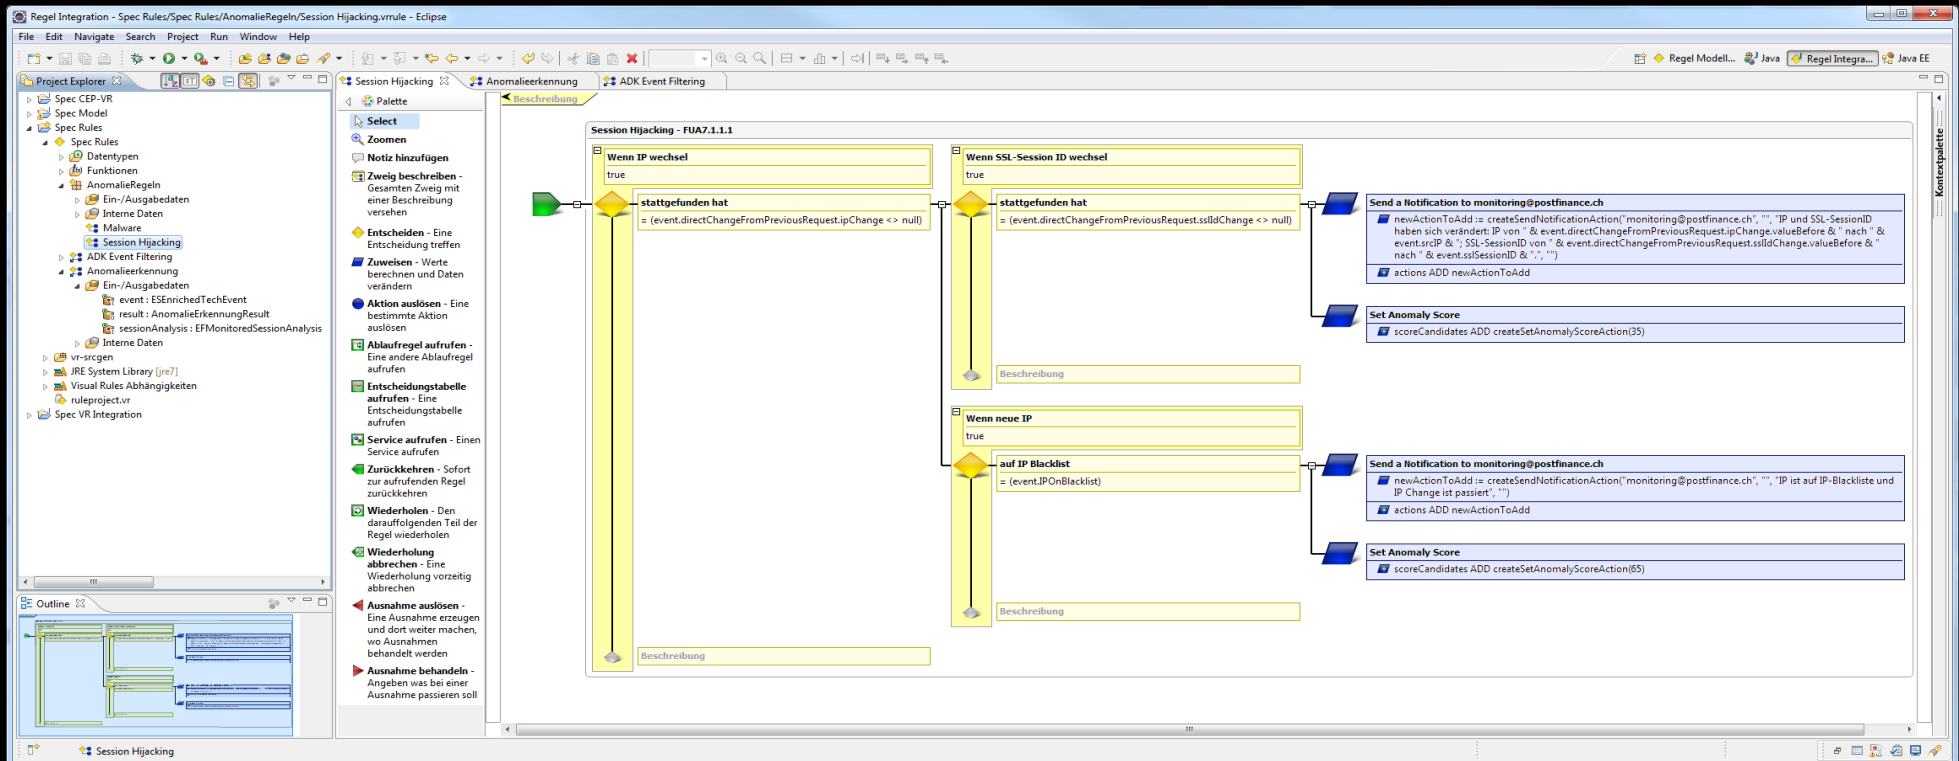 Regel Integration - Spec Rules/Spec Rules/AnomalieRegeln/Session Hijacking.vrrule - Eclipse
File Edit Navigate Search Project Run Window Help
Regel Modell... Java Regel Integra... Java EE
Project Explorer
Spec CEP-VR
Spec Model
Spec Rules
Spec Rules
Datentypen
Funktionen
AnomalieRegeln
Ein-/Ausgabedaten
Interne Daten
Malware
Session Hijacking
ADK Event Filtering
Anomalieerkennung
Ein-/Ausgabedaten
event : ESEnrichedTechEvent
result : AnomalieErkennungResult
sessionAnalysis : EFMonitoredSessionAnalysis
Interne Daten
vr-srcgen
JRE System Library [jre7]
Visual Rules Abhängigkeiten
ruleproject.vr
Spec VR Integration
Outline
Session Hijacking Anomalieerkennung ADK Event Filtering
Palette
Select
Zoomen
Notiz hinzufügen
Zweig beschreiben -
Gesamten Zweig mit
einer Beschreibung
versehen
Entscheiden - Eine
Entscheidung treffen
Zuweisen - Werte
berechnen und Daten
verändern
Aktion auslösen - Eine
bestimmte Aktion
auslösen
Ablaufregel aufrufen -
Eine andere Ablaufregel
aufrufen
Entscheidungstabelle
aufrufen - Eine
Entscheidungstabelle
aufrufen
Service aufrufen - Einen
Service aufrufen
Zurückkehren - Sofort
zur aufrufenden Regel
zurückkehren
Wiederholen - Den
darauffolgenden Teil der
Regel wiederholen
Wiederholung
abbrechen - Eine
Wiederholung vorzeitig
abbrechen
Ausnahme auslösen -
Eine Ausnahme erzeugen
und dort weiter machen,
wo Ausnahmen
behandelt werden
Ausnahme behandeln -
Angeben was bei einer
Ausnahme passieren soll
Beschreibung
Session Hijacking - FUA7.1.1.1
Wenn IP wechsel
true
stattgefunden hat
= (event.directChangeFromPreviousRequest.ipChange <> null)
Beschreibung
Wenn SSL-Session ID wechsel
true
stattgefunden hat
= (event.directChangeFromPreviousRequest.sslIdChange <> null)
Beschreibung
Send a Notification to monitoring@postfinance.ch
newActionToAdd := createSendNotificationAction("monitoring@postfinance.ch", "", "IP und SSL-SessionID
haben sich verändert: IP von " & event.directChangeFromPreviousRequest.ipChange.valueBefore & " nach " &
event.srcIP & "; SSL-SessionID von " & event.directChangeFromPreviousRequest.sslIdChange.valueBefore & "
nach " & event.sslSessionID & ".", "")
actions ADD newActionToAdd
Set Anomaly Score
scoreCandidates ADD createSetAnomalyScoreAction(35)
Wenn neue IP
true
auf IP Blacklist
= (event.IPOnBlacklist)
Beschreibung
Send a Notification to monitoring@postfinance.ch
newActionToAdd := createSendNotificationAction("monitoring@postfinance.ch", "", "IP ist auf IP-Blackliste und
IP Change ist passiert", "")
actions ADD newActionToAdd
Set Anomaly Score
scoreCandidates ADD createSetAnomalyScoreAction(65)
Kontextpalette
Session Hijacking